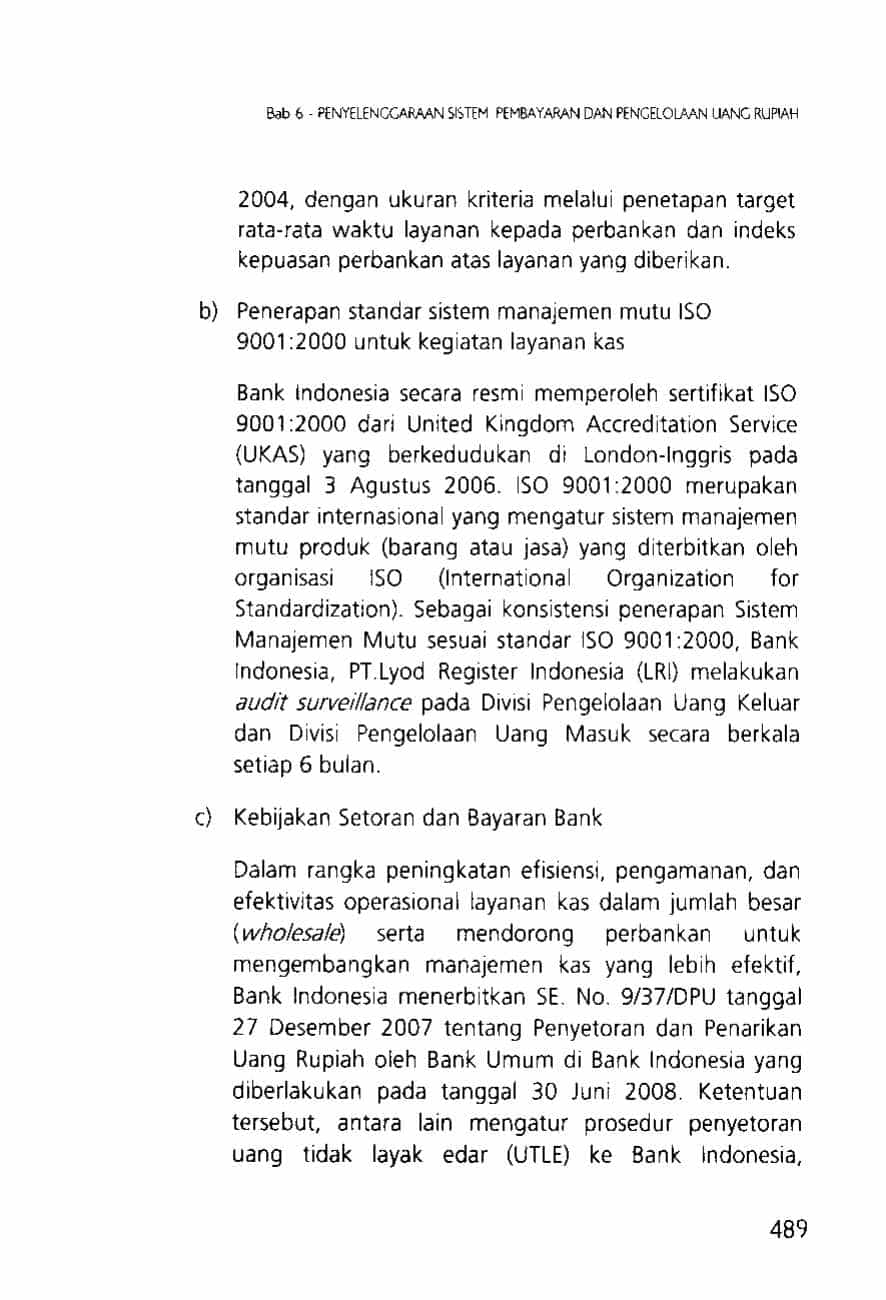 Bab 6 - PENYELENGGARAAN SISTEM PEMBAYARAN DAN PENGELOLAAN UANG RUPIAH
2004, dengan ukuran kriteria melalui penetapan target
rata-rata waktu layanan kepada perbankan dan indeks
kepuasan perbankan atas layanan yang diberikan.
b) Penerapan standar sistem manajemen mutu ISO
9001:2000 untuk kegiatan layanan kas
Bank Indonesia secara resmi memperoleh sertifikat ISO
9001:2000 dari United Kingdom Accreditation Service
(UKAS) yang berkedudukan di London-Inggris pada
tanggal 3 Agustus 2006. ISO 9001:2000 merupakan
standar internasional yang mengatur sistem manajemen
mutu produk (barang atau jasa) yang diterbitkan oleh
organisasi ISO (International Organization for
Standardization). Sebagai konsistensi penerapan Sistem
Manajemen Mutu sesuai standar ISO 9001:2000, Bank
Indonesia, PT.Lyod Register Indonesia (LRI) melakukan
audit surveillance pada Divisi Pengelolaan Uang Keluar
dan Divisi Pengelolaan Uang Masuk secara berkala
setiap 6 bulan.
c) Kebijakan Setoran dan Bayaran Bank
Dalam rangka peningkatan efisiensi, pengamanan, dan
efektivitas operasional layanan kas dalam jumlah besar
(wholesale) serta mendorong perbankan untuk
mengembangkan manajemen kas yang lebih efektif,
Bank Indonesia menerbitkan SE. No. 9/37/DPU tanggal
27 Desember 2007 tentang Penyetoran dan Penarikan
Uang Rupiah oleh Bank Umum di Bank Indonesia yang
diberlakukan pada tanggal 30 Juni 2008. Ketentuan
tersebut, antara lain mengatur prosedur penyetoran
uang tidak layak edar (UTLE) ke Bank Indonesia,
489